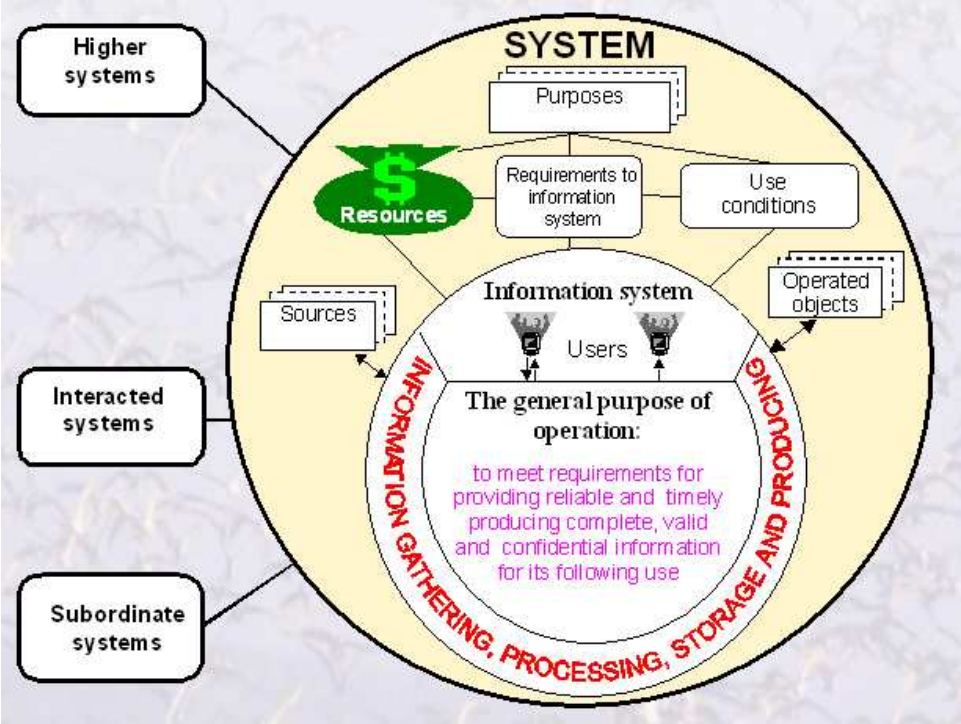 Higher
systems
SYSTEM
Purposes
$
Resources
Requirements to
information
system
Use
conditions
Information system
Sources
Operated
objects
Users
Interacted
systems
The general purpose of
operation:
to meet requirements for
providing reliable and timely
producing complete, valid
and confidential information
for its following use
INFORMATION GATHERING, PROCESSING, STORAGE AND PRODUCING
Subordinate
systems